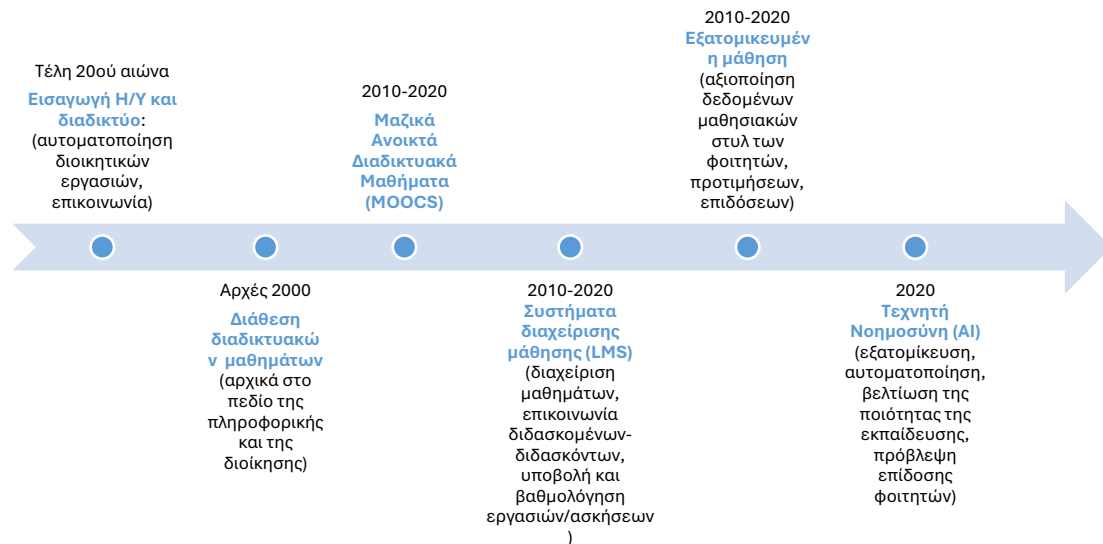 Τέλη 20ού αιώνα
Εισαγωγή Η/Υ και
διαδικτύο:
(αυτοματοποίηση
διοικητικών
εργασιών,
επικοινωνία)
Αρχές 2000
Διάθεση
διαδικτυακώ
ν μαθημάτων
(αρχικά στο
πεδίο της
πληροφορικής
και της
διοίκησης)
2010-2020
Μαζικά
Ανοικτά
Διαδικτυακά
Μαθήματα
(MOOCS)
2010-2020
Συστήματα
διαχείρισης
μάθησης (LMS)
(διαχείριση
μαθημάτων,
επικοινωνία
διδασκομένων-
διδασκόντων,
υποβολή και
βαθμολόγηση
εργασιών/ασκήσεων
)
2010-2020
Εξατομικευμέν
η μάθηση
(αξιοποίηση
δεδομένων
μαθησιακών
στυλ των
φοιτητών,
προτιμήσεων,
επιδόσεων)
2020
Τεχνητή
Νοημοσύνη (AI)
(εξατομίκευση,
αυτοματοποίηση,
βελτίωση της
ποιότητας της
εκπαίδευσης,
πρόβλεψη
επίδοσης
φοιτητών)